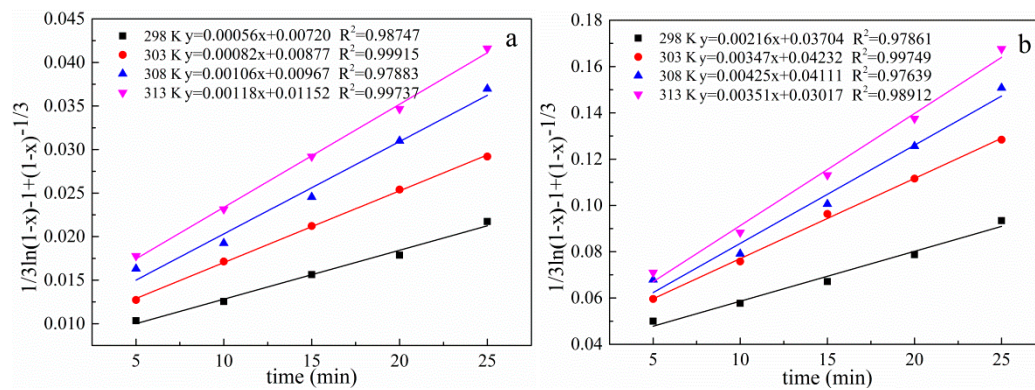 0.045
0.040
0.035
0.030
0.025
0.020
0.015
0.010
1/3ln(1-x)-1+(1-x)^-1/3
298 K y=0.00056x+0.00720 R²=0.98747
303 K y=0.00082x+0.00877 R²=0.99915
308 K y=0.00106x+0.00967 R²=0.97883
313 K y=0.00118x+0.01152 R²=0.99737
a
5 10 15 20 25
time (min)
0.18
0.16
0.14
0.12
0.10
0.08
0.06
0.04
1/3ln(1-x)-1+(1-x)^-1/3
298 K y=0.00216x+0.03704 R²=0.97861
303 K y=0.00347x+0.04232 R²=0.99749
308 K y=0.00425x+0.04111 R²=0.97639
313 K y=0.00351x+0.03017 R²=0.98912
b
5 10 15 20 25
time (min)